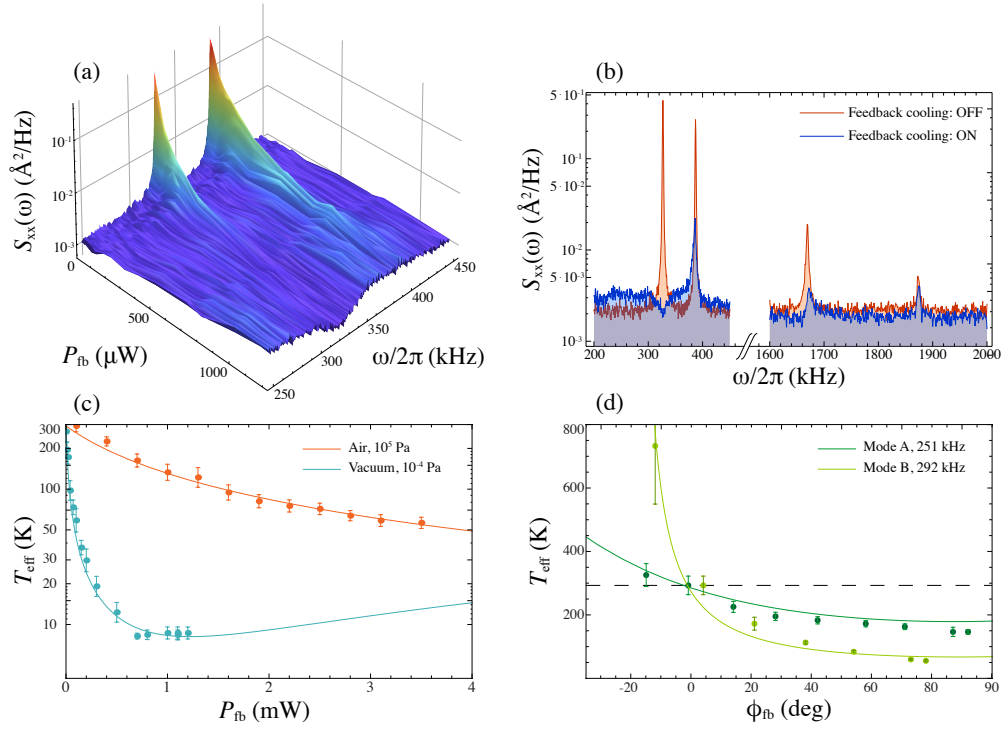 (a)
S_xx(ω) (Å²/Hz)
10⁻¹
10⁻²
10⁻³
0
500
1000
P_fb (µW)
250
300
350
400
450
ω/2π (kHz)
(b)
S_xx(ω) (Å²/Hz)
5·10⁻¹
10⁻¹
5·10⁻²
10⁻²
5·10⁻³
10⁻³
Feedback cooling: OFF
Feedback cooling: ON
200 300 400 1600 1700 1800 1900 2000
ω/2π (kHz)
(c)
T_eff (K)
300
200
100
50
30
20
10
Air, 10⁵ Pa
Vacuum, 10⁻⁴ Pa
0 1 2 3 4
P_fb (mW)
(d)
T_eff (K)
800
600
400
200
0
Mode A, 251 kHz
Mode B, 292 kHz
-20 0 20 40 60 80 90
ϕ_fb (deg)